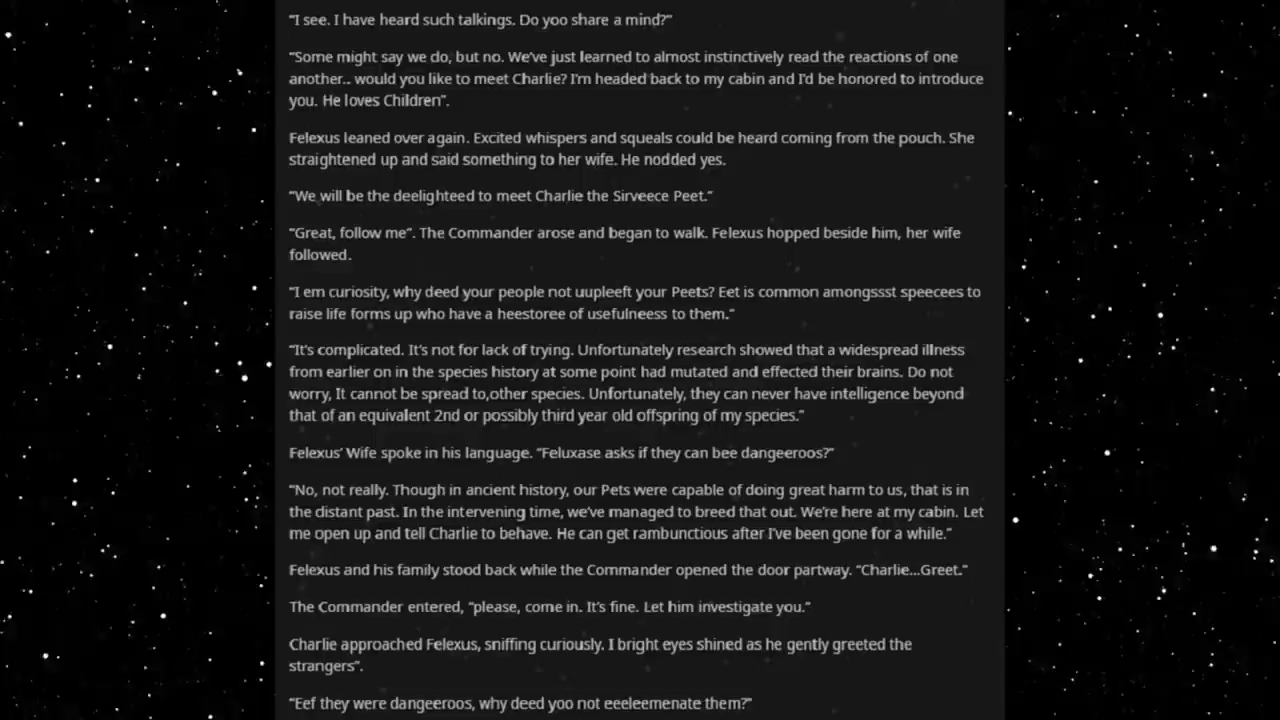 “I see. I have heard such talkings. Do yoo share a mind?”
“Some might say we do, but no. We’ve just learned to almost instinctively read the reactions of one
another.. would you like to meet Charlie? I’m headed back to my cabin and I’d be honored to introduce
you. He loves Children”.
Felexus leaned over again. Excited whispers and squeals could be heard coming from the pouch. She
straightened up and said something to her wife. He nodded yes.
“We will be the deelighteed to meet Charlie the Sirveece Peet.”
“Great, follow me”. The Commander arose and began to walk. Felexus hopped beside him, her wife
followed.
“I em curiosity, why deed your people not uupleeft your Peets? Eet is common amongssst speecees to
raise life forms up who have a heestoree of usefulneess to them.”
“It’s complicated. It’s not for lack of trying. Unfortunately research showed that a widespread illness
from earlier on in the species history at some point had mutated and effected their brains. Do not
worry, It cannot be spread to,other species. Unfortunately, they can never have intelligence beyond
that of an equivalent 2nd or possibly third year old offspring of my species.”
Felexus’ Wife spoke in his language. “Feluxase asks if they can bee dangeeroos?”
“No, not really. Though in ancient history, our Pets were capable of doing great harm to us, that is in
the distant past. In the intervening time, we’ve managed to breed that out. We’re here at my cabin. Let
me open up and tell Charlie to behave. He can get rambunctious after I’ve been gone for a while.”
Felexus and his family stood back while the Commander opened the door partway. “Charlie...Greet.”
The Commander entered, “please, come in. It’s fine. Let him investigate you.”
Charlie approached Felexus, sniffing curiously. I bright eyes shined as he gently greeted the
strangers”.
“Eef they were dangeeroos, why deed yoo not eeeleemenate them?”